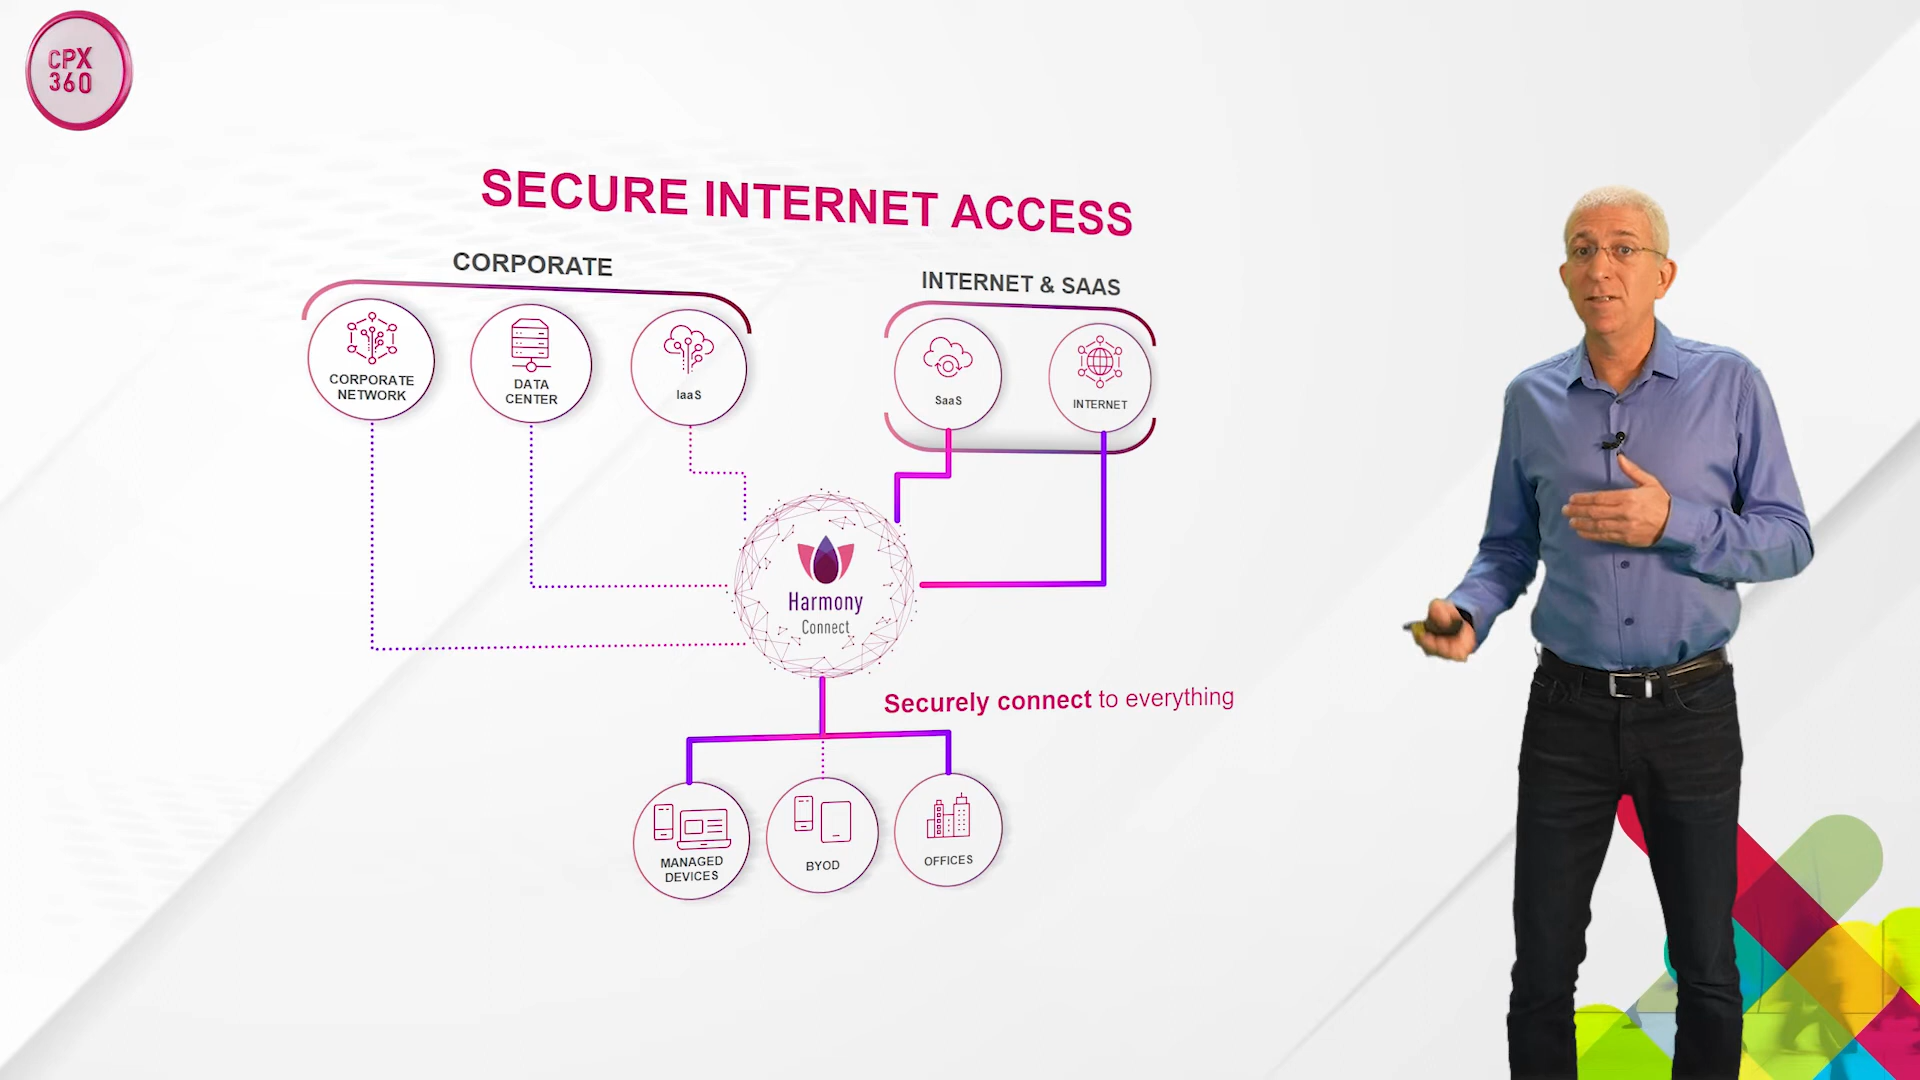 CPX
360
SECURE INTERNET ACCESS
CORPORATE
INTERNET & SAAS
CORPORATE
NETWORK
DATA
CENTER
IaaS
SaaS
INTERNET
Harmony
Connect
Securely connect to everything
MANAGED
DEVICES
BYOD
OFFICES